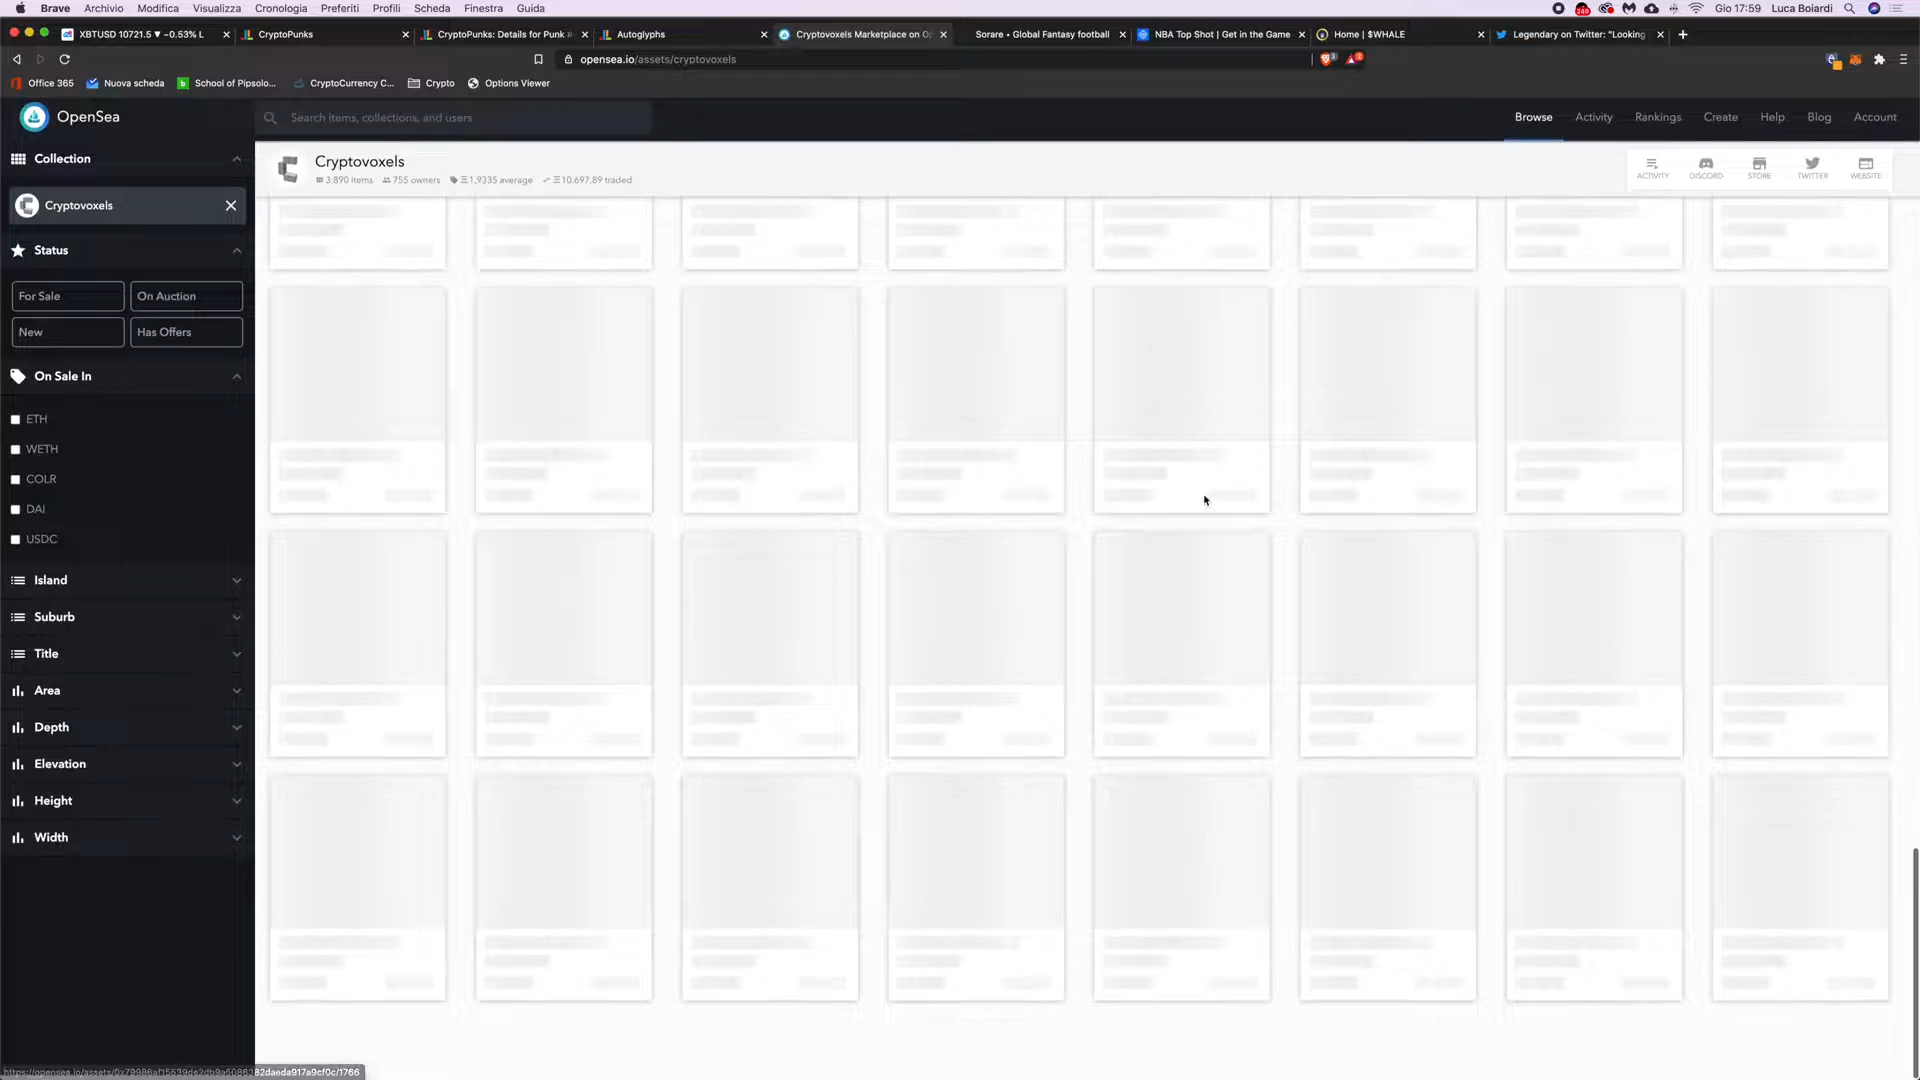 Brave Archivio Modifica Visualizza Cronologia Preferiti Profili Scheda Finestra Guida
Gio 17:59 Luca Boiardi
XBTUSD 10721.5 ▼ −0.53% L
CryptoPunks
CryptoPunks: Details for Punk #
Autoglyphs
Cryptovoxels Marketplace on Op
Sorare • Global Fantasy football
NBA Top Shot | Get in the Game
Home | $WHALE
Legendary on Twitter: "Looking
opensea.io/assets/cryptovoxels
Office 365 Nuova scheda School of Pipsolo... CryptoCurrency C... Crypto Options Viewer
OpenSea
Search items, collections, and users
Browse Activity Rankings Create Help Blog Account
Collection
Cryptovoxels
Cryptovoxels
3.890 items 755 owners Ξ1,9335 average Ξ10.697,89 traded
ACTIVITY DISCORD STORE TWITTER WEBSITE
Status
For Sale On Auction
New Has Offers
On Sale In
ETH
WETH
COLR
DAI
USDC
Island
Suburb
Title
Area
Depth
Elevation
Height
Width